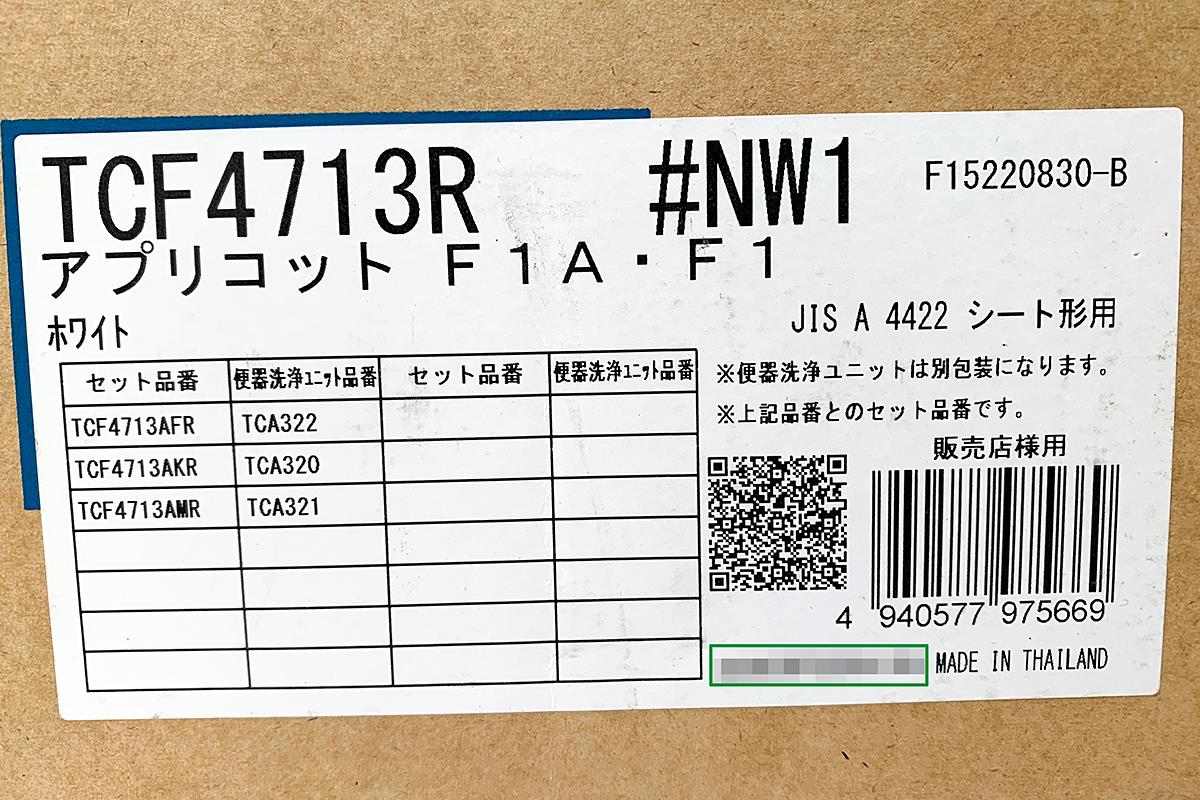 TCF4713R #NW1 F15220830-B
アプリコット F1A・F1
ホワイト
JIS A 4422 シート形用
セット品番 便器洗浄ユニット品番 セット品番 便器洗浄ユニット品番
TCF4713AFR TCA322
TCF4713AKR TCA320
TCF4713AMR TCA321
※便器洗浄ユニットは別包装になります。
※上記品番とのセット品番です。
販売店様用
4 940577 975669
MADE IN THAILAND